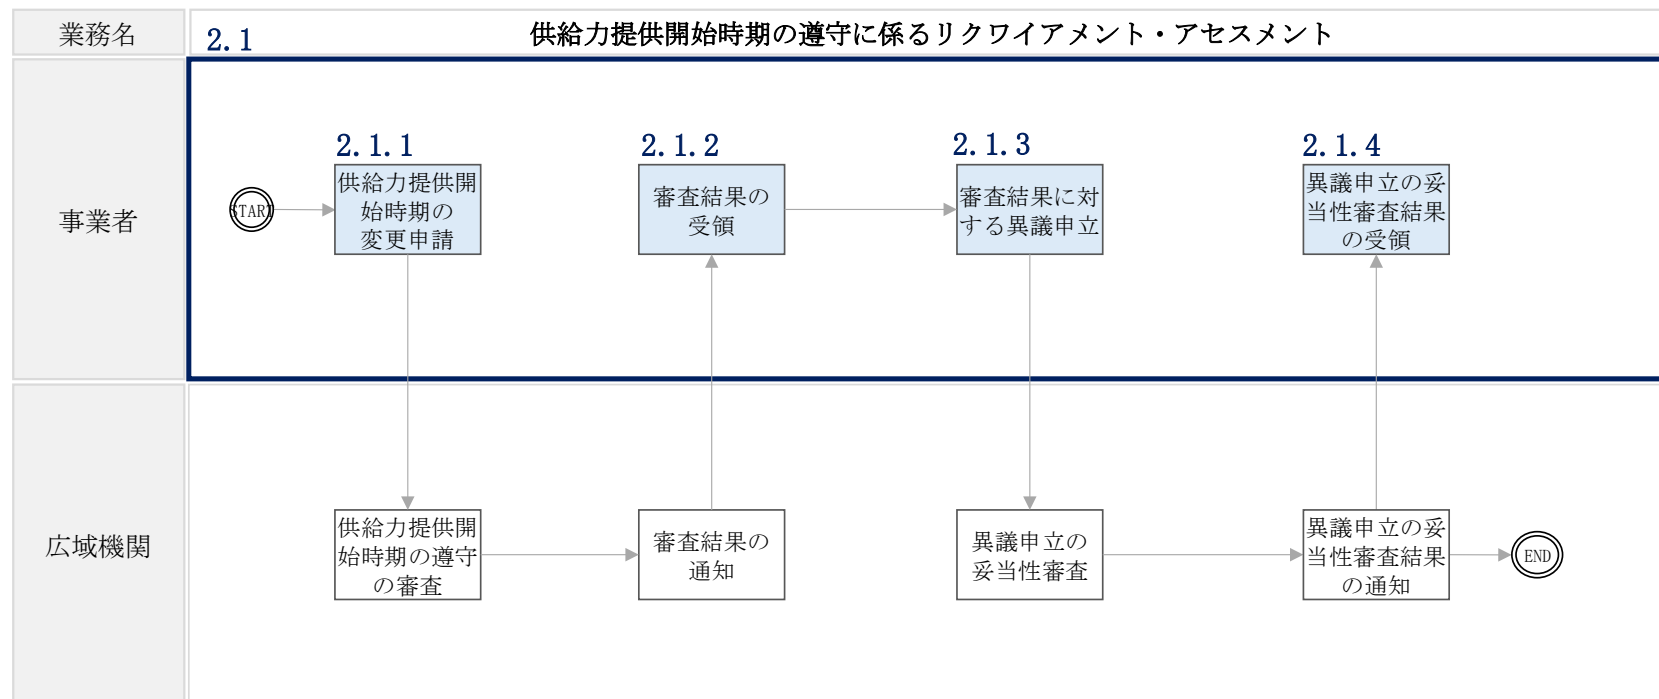 業務名
2.1
供給力提供開始時期の遵守に係るリクワイアメント・アセスメント
事業者
START
2.1.1
供給力提供開
始時期の
変更申請
2.1.2
審査結果の
受領
2.1.3
審査結果に対
する異議申立
2.1.4
異議申立の妥
当性審査結果
の受領
広域機関
供給力提供開
始時期の遵守
の審査
審査結果の
通知
異議申立の
妥当性審査
異議申立の妥
当性審査結果
の通知
END